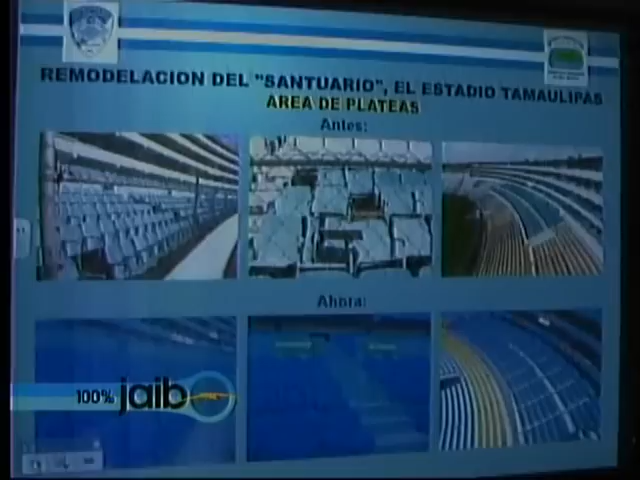 REMODELACION DEL "SANTUARIO", EL ESTADIO TAMAULIPAS
AREA DE PLATEAS
Antes:
Ahora:
100% jaibo